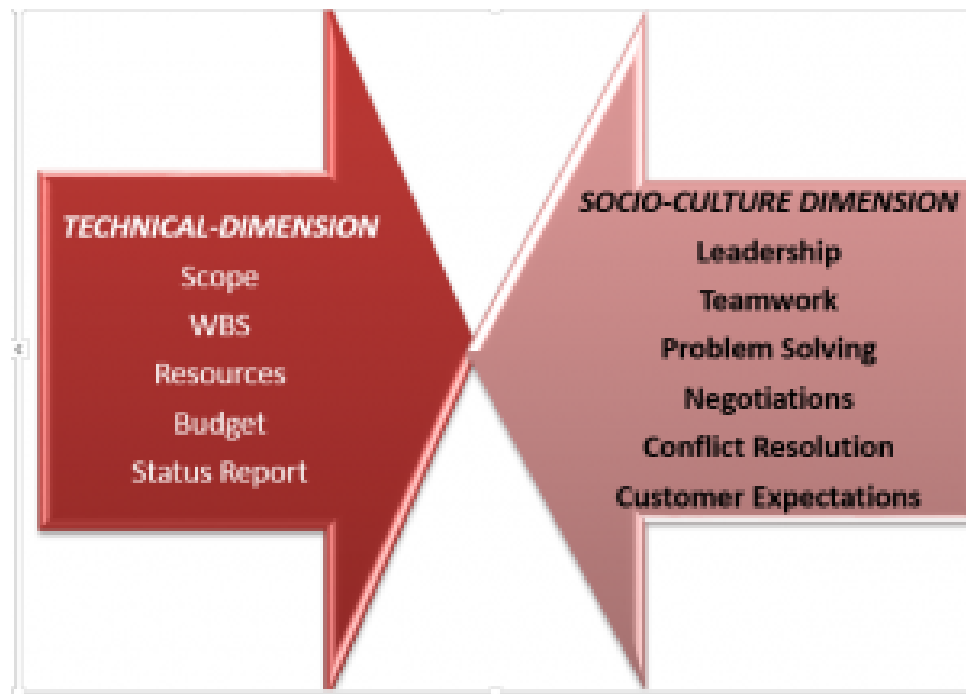 TECHNICAL-DIMENSION
Scope
WBS
Resources
Budget
Status Report
SOCIO-CULTURE DIMENSION
Leadership
Teamwork
Problem Solving
Negotiations
Conflict Resolution
Customer Expectations